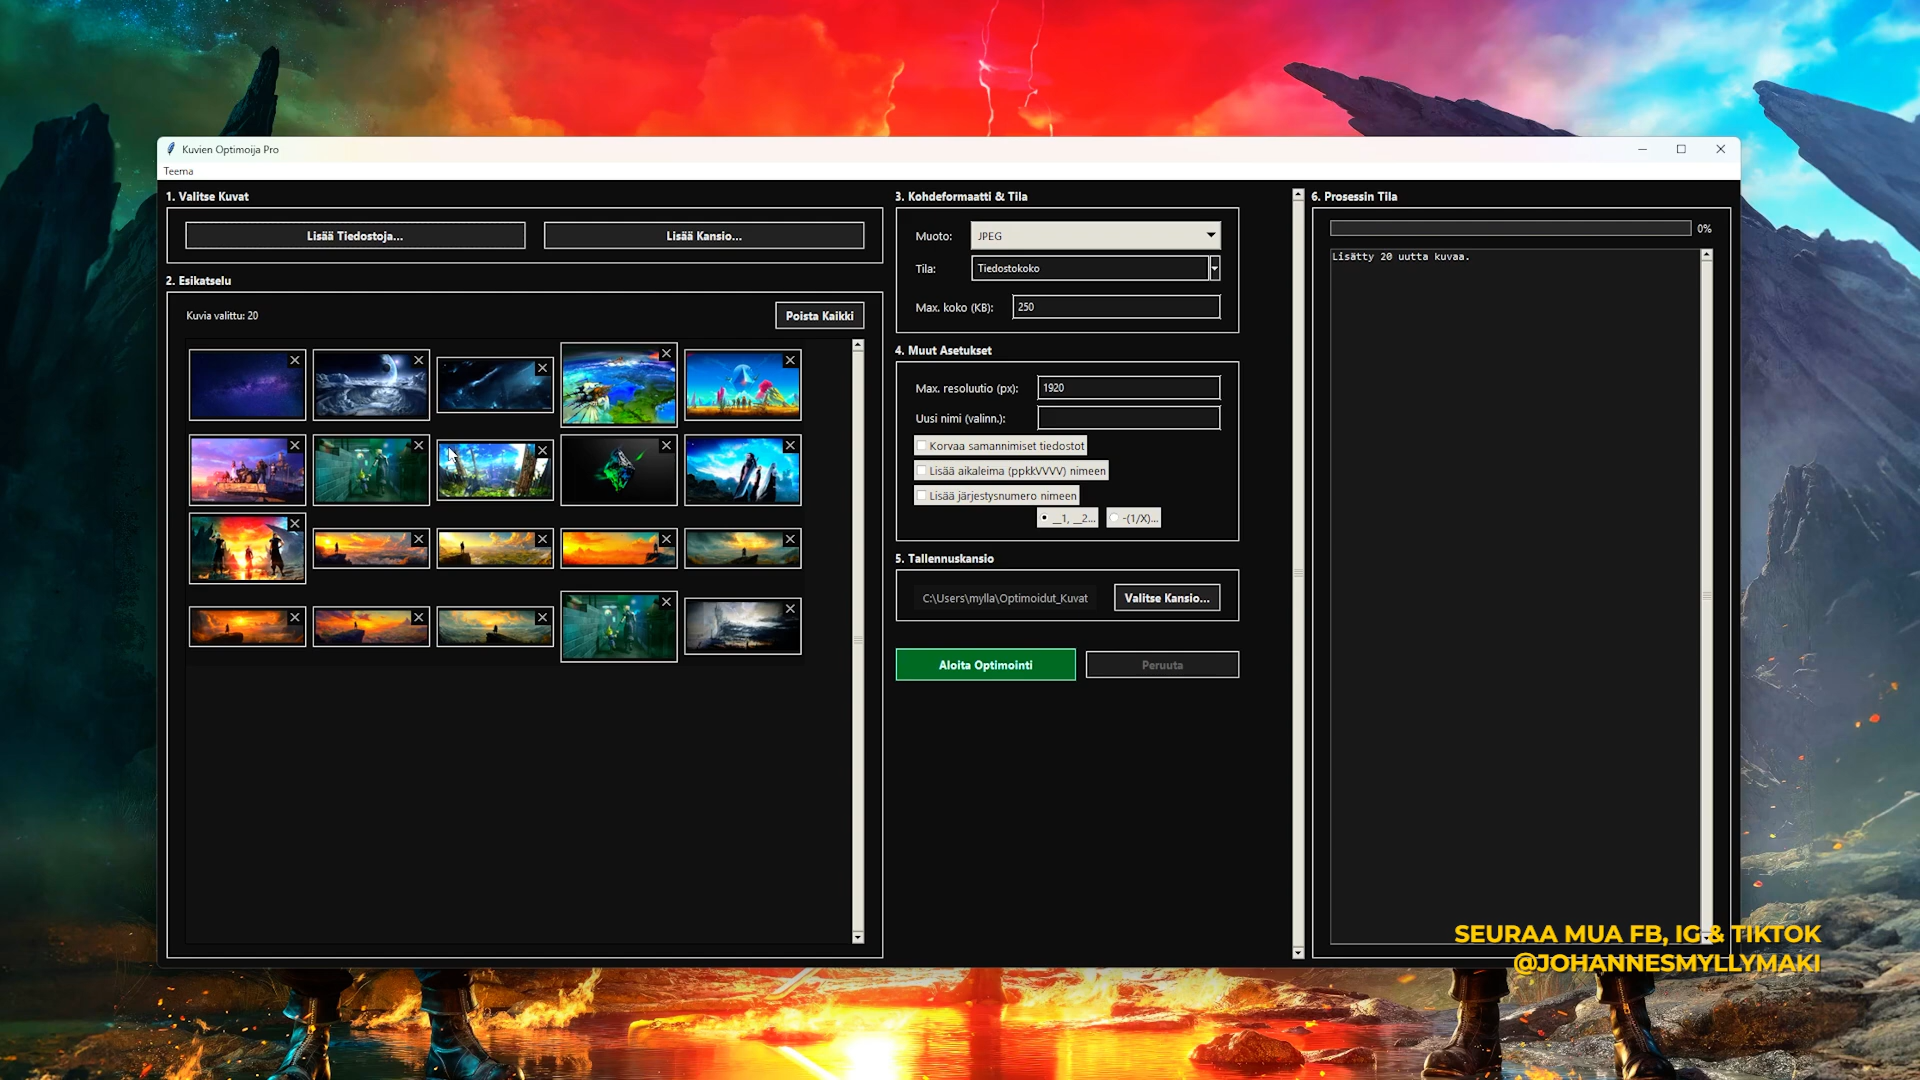 Kuvien Optimoija Pro
Teema
1. Valitse Kuvat
Lisää Tiedostoja...
Lisää Kansio...
2. Esikatselu
Kuvia valittu: 20
Poista Kaikki
3. Kohdeformaatti & Tila
Muoto:
JPEG
Tila:
Tiedostokoko
Max. koko (KB):
250
4. Muut Asetukset
Max. resoluutio (px):
1920
Uusi nimi (valinn.):
Korvaa samannimiset tiedostot
Lisää aikaleima (ppkkVVVV) nimeen
Lisää järjestysnumero nimeen
__1, __2...
-(1/X)...
5. Tallennuskansio
C:\Users\mylla\Optimoidut_Kuvat
Valitse Kansio...
Aloita Optimointi
Peruuta
6. Prosessin Tila
0%
Lisätty 20 uutta kuvaa.
SEURAA MUA FB, IG & TIKTOK
@JOHANNESMYLLYMAKI